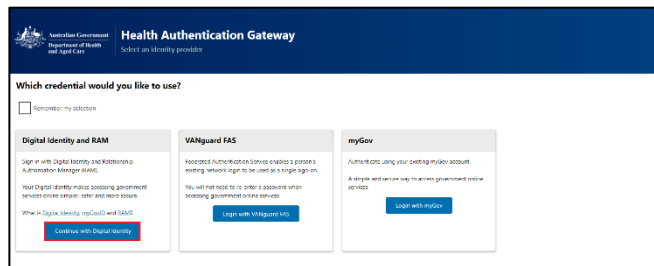 Australian Government
Department of Health
and Aged Care
Health Authentication Gateway
Select an identity provider
Which credential would you like to use?
Remember my selection
Digital Identity and RAM
Sign in with Digital Identity and Relationship
Authorisation Manager (RAM).
Your Digital Identity makes accessing government
services online simpler, safer and more secure.
What is Digital Identity, myGovID and RAM?
Continue with Digital Identity
VANguard FAS
Federated Authentication Service enables a person's
existing network login to be used as a single sign-on.
You will not need to re-enter a password when
accessing government online services.
Login with VANguard FAS
myGov
Authenticate using your existing myGov account.
A simple and secure way to access government online
services.
Login with myGov